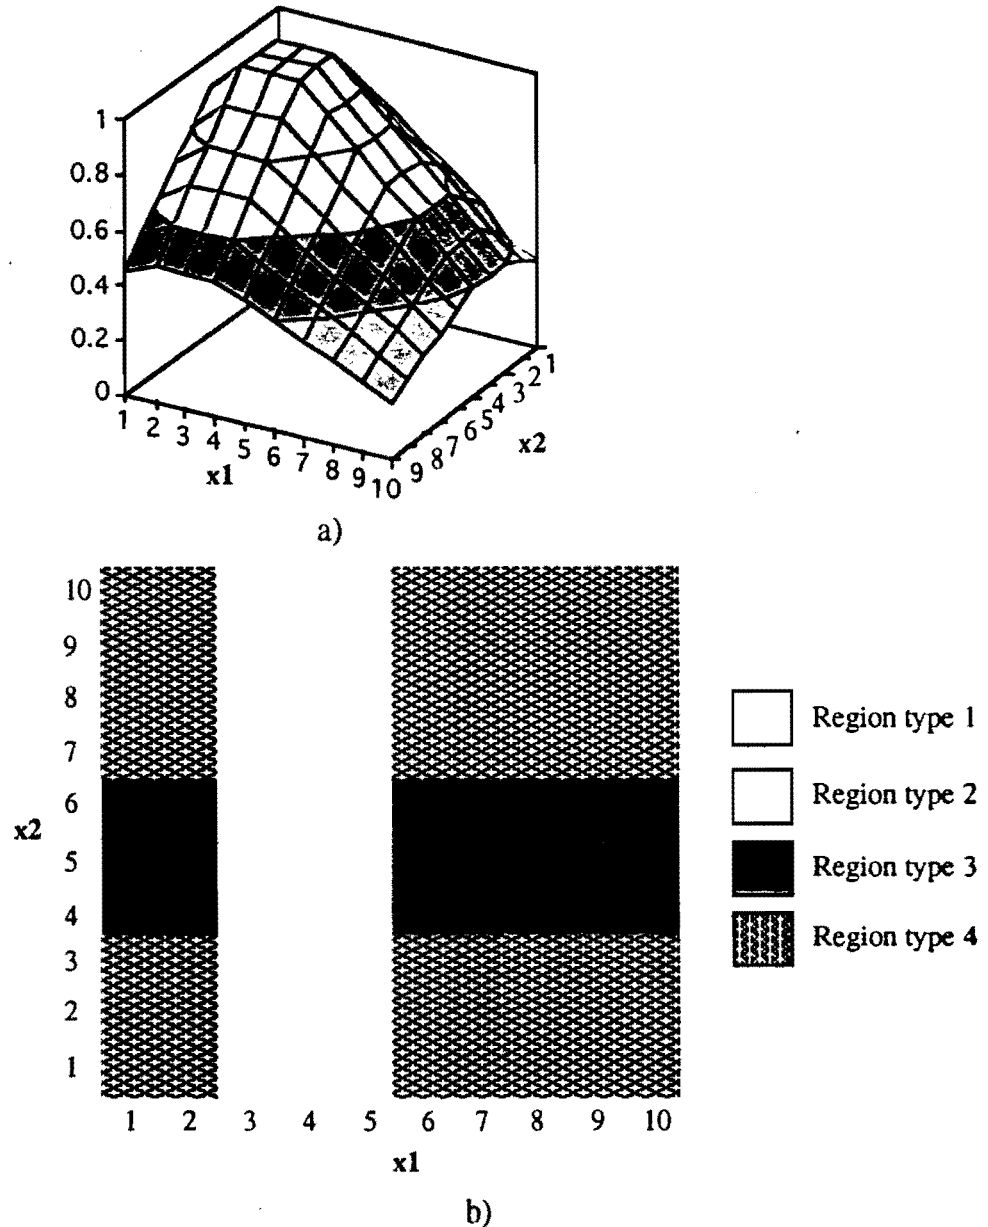 1
0.8
0.6
0.4
0.2
0
1 2 3 4 5 6 7 8 9 10
x1
9 8 7 6 5 4 3 2 1
x2
a)
10
9
8
7
6
5
4
3
2
1
x2
1 2 3 4 5 6 7 8 9 10
x1
b)
Region type 1
Region type 2
Region type 3
Region type 4